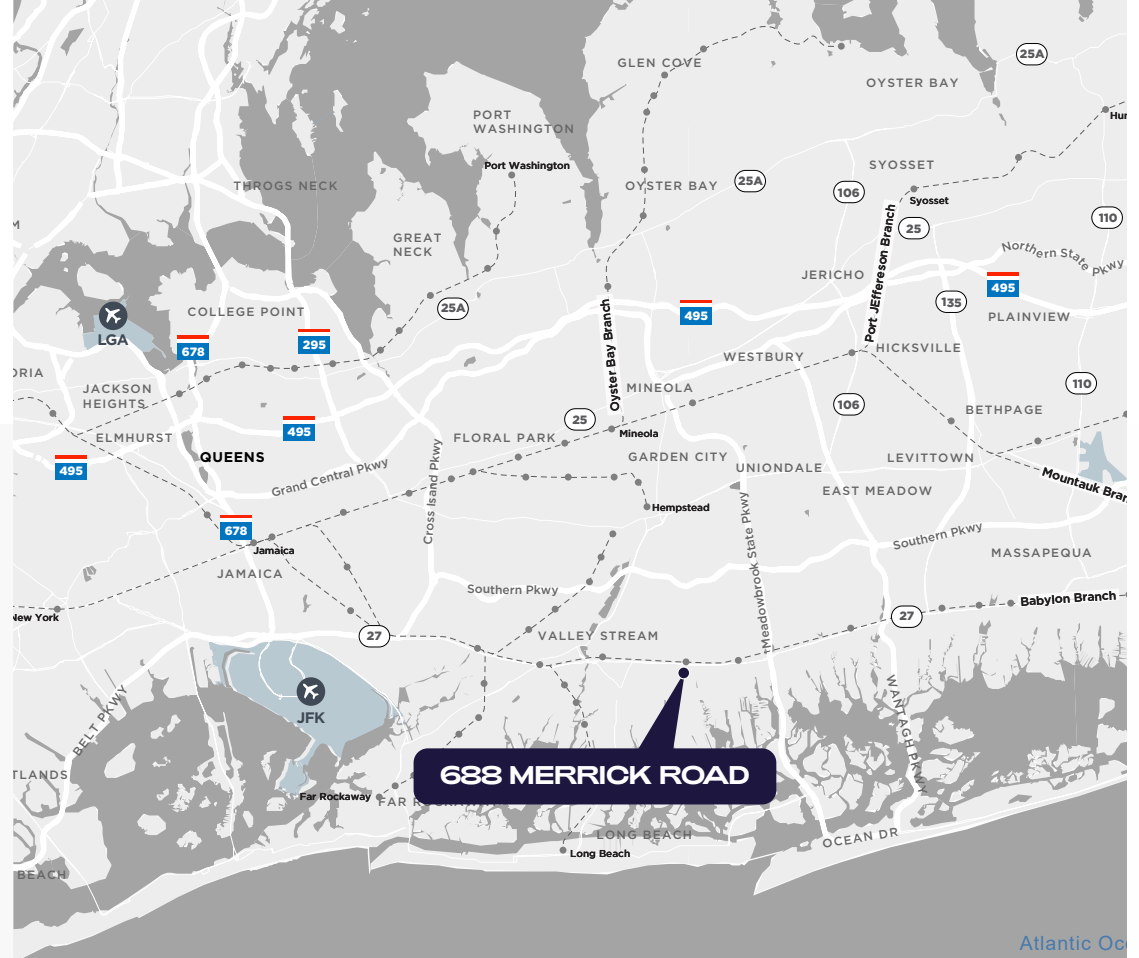 25A
GLEN COVE
OYSTER BAY
PORT
WASHINGTON
Hun
Port Washington
SYOSSET
THROGS NECK
OYSTER BAY
25A
106
Syosset
110
25
M
GREAT
NECK
Northern State Pkwy
JERICHO
495
135
25A
COLLEGE POINT
495
PLAINVIEW
LGA
678
295
Oyster Bay Branch
Port JEffereson Branch
HICKSVILLE
WESTBURY
ORIA
JACKSON
HEIGHTS
MINEOLA
110
106
BETHPAGE
25
495
ELMHURST
FLORAL PARK
Mineola
QUEENS
GARDEN CITY
LEVITTOWN
495
UNIONDALE
Grand Central Pkwy
Cross Island Pkwy
EAST MEADOW
Mountauk Bran
Hempstead
678
Jamaica
Southern Pkwy
MASSAPEQUA
JAMAICA
Meadowbrook State Pkwy
Southern Pkwy
Babylon Branch
New York
27
27
VALLEY STREAM
BELT PKWY
JFK
WANTAGH PKWY
688 MERRICK ROAD
TLANDS
Far Rockaway
FAR ROCKAWAY
LONG BEACH
OCEAN DR
Long Beach
BEACH
Atlantic Oce